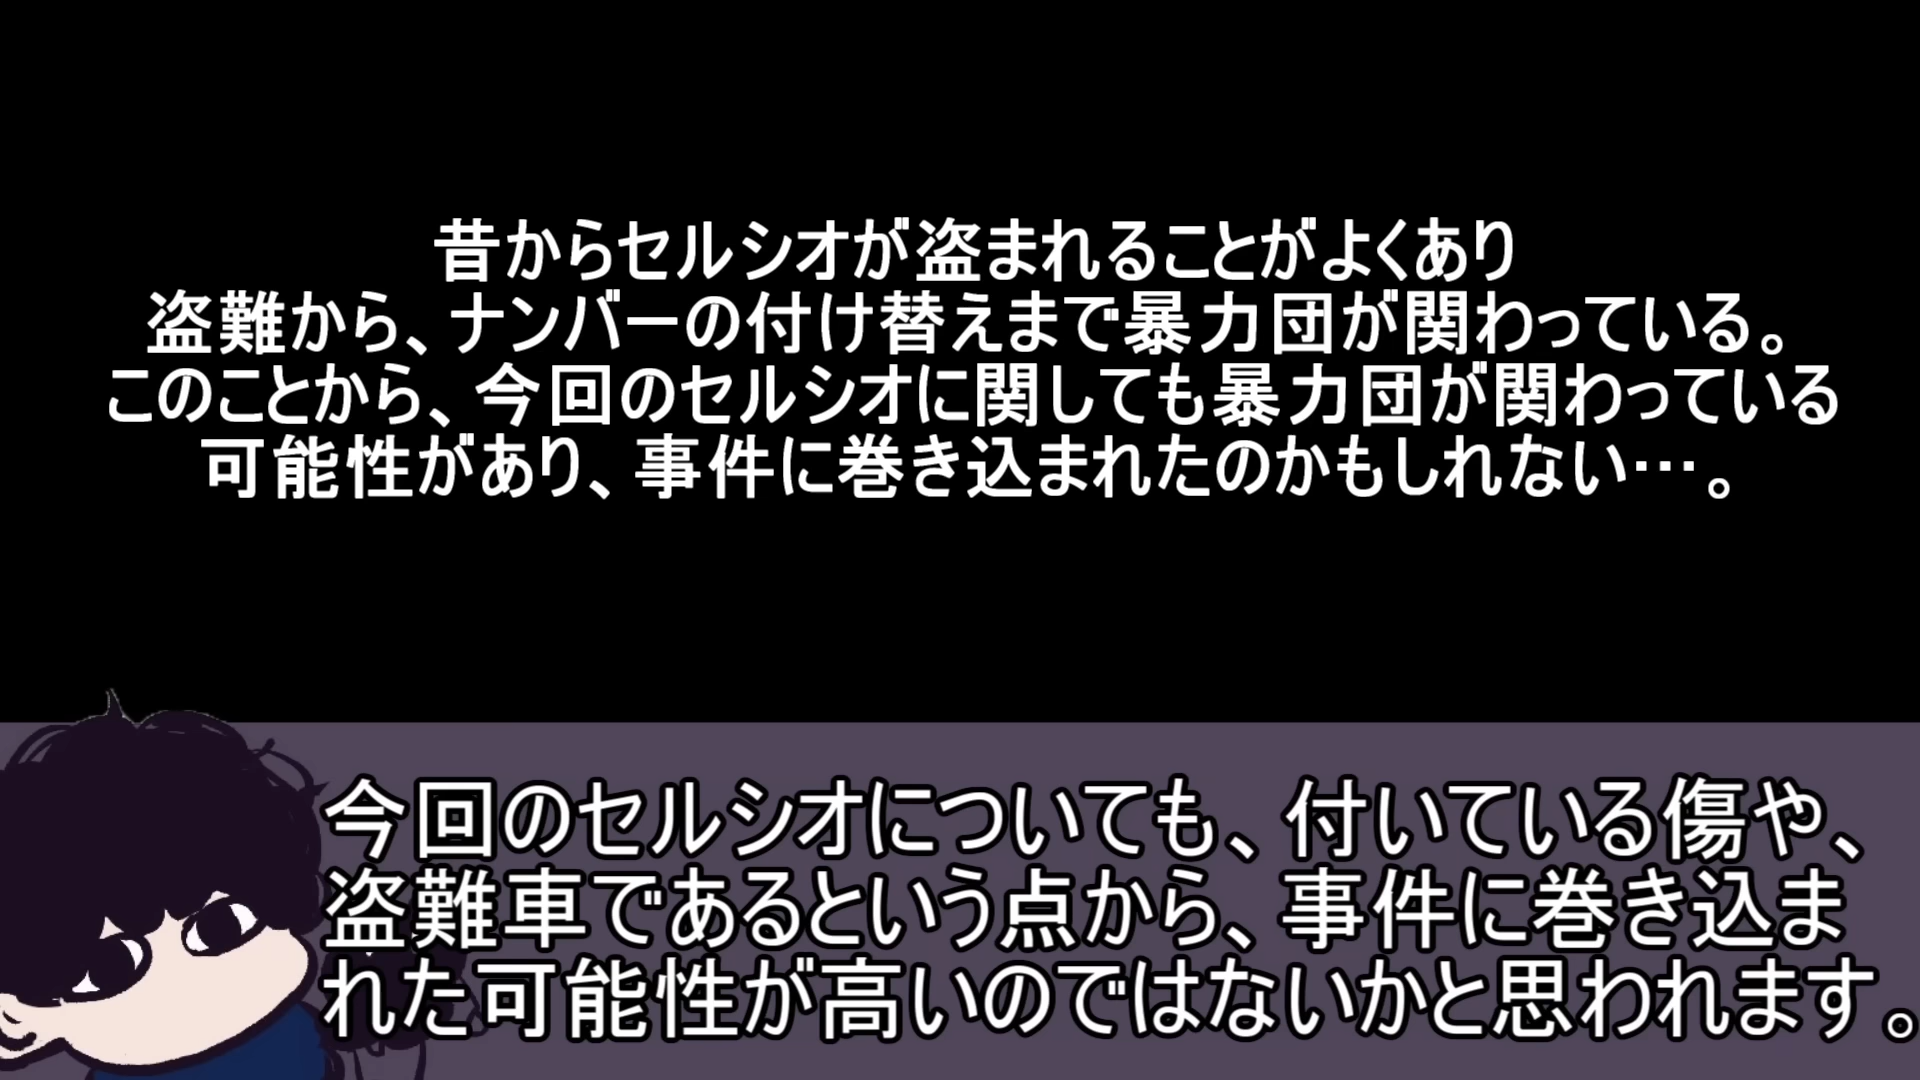 昔からセルシオが盗まれることがよくあり
盗難から、ナンバーの付け替えまで暴力団が関わっている。
このことから、今回のセルシオに関しても暴力団が関わっている
可能性があり、事件に巻き込まれたのかもしれない…。
今回のセルシオについても、付いている傷や、
盗難車であるという点から、事件に巻き込ま
れた可能性が高いのではないかと思われます。